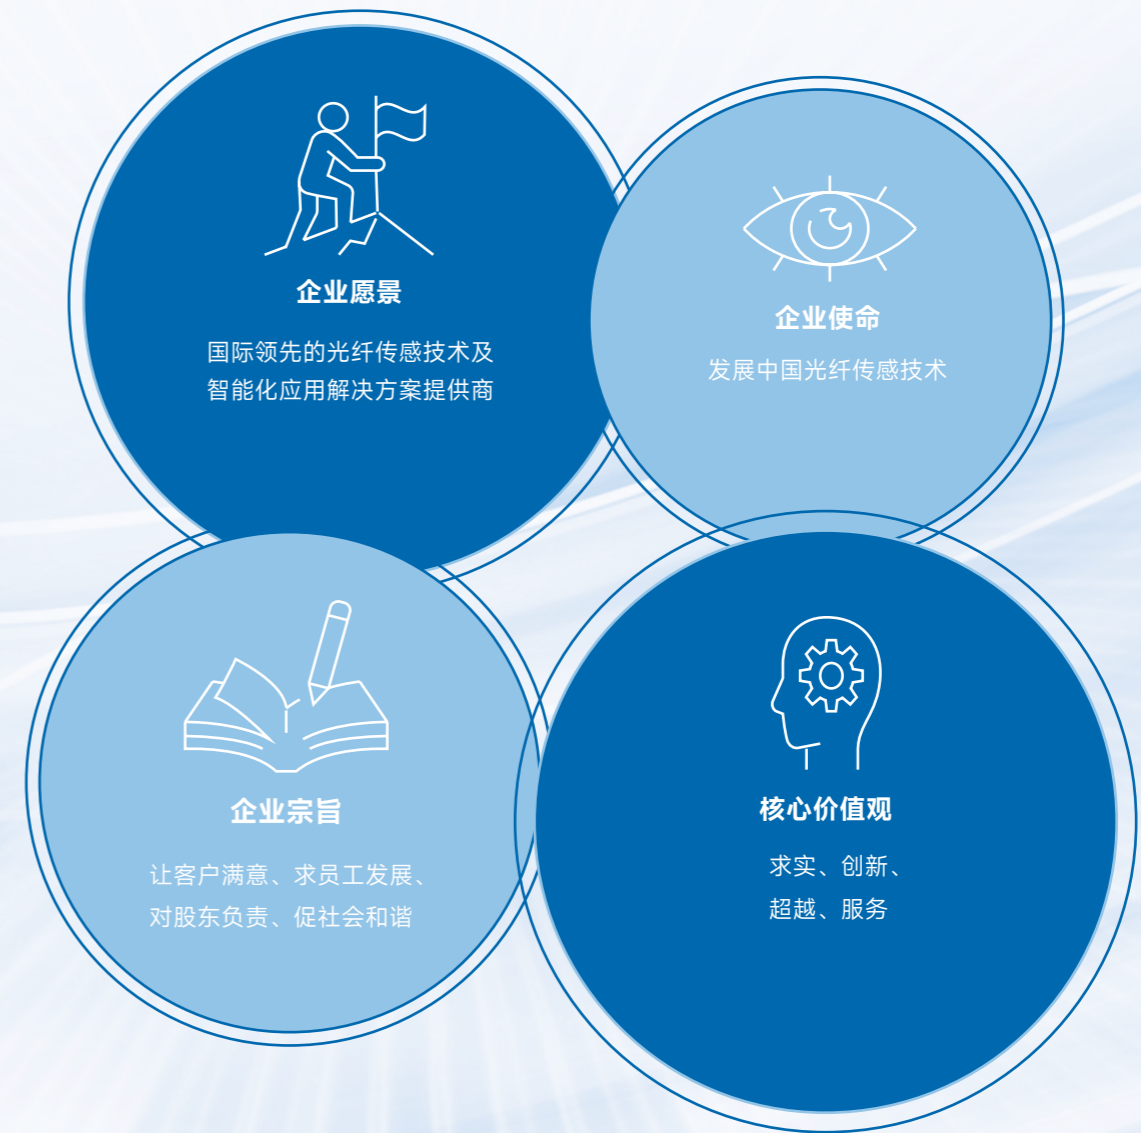 企业愿景
国际领先的光纤传感技术及
智能化应用解决方案提供商
企业使命
发展中国光纤传感技术
企业宗旨
让客户满意、求员工发展、
对股东负责、促社会和谐
核心价值观
求实、创新、
超越、服务